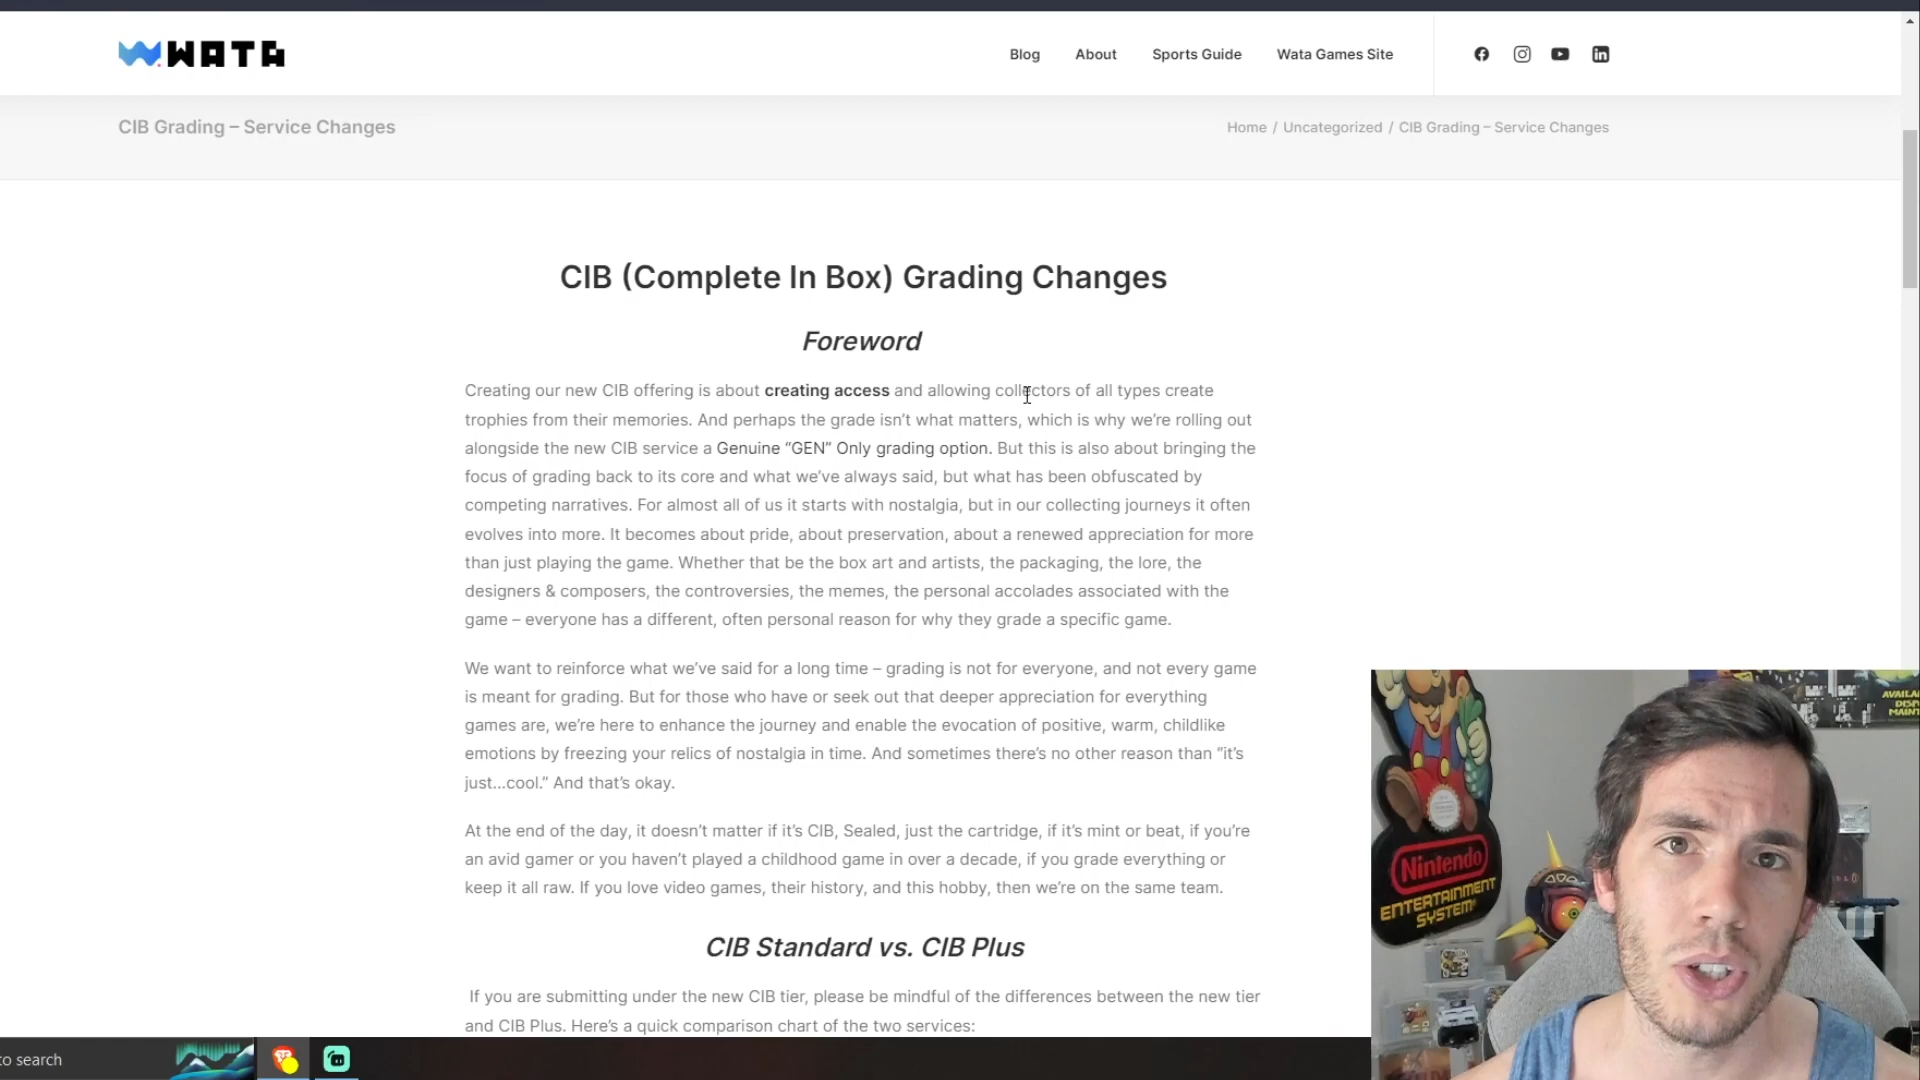 WATA
Blog
About
Sports Guide
Wata Games Site
CIB Grading – Service Changes
Home / Uncategorized / CIB Grading – Service Changes
CIB (Complete In Box) Grading Changes
Foreword
Creating our new CIB offering is about creating access and allowing collectors of all types create
trophies from their memories. And perhaps the grade isn’t what matters, which is why we’re rolling out
alongside the new CIB service a Genuine “GEN” Only grading option. But this is also about bringing the
focus of grading back to its core and what we’ve always said, but what has been obfuscated by
competing narratives. For almost all of us it starts with nostalgia, but in our collecting journeys it often
evolves into more. It becomes about pride, about preservation, about a renewed appreciation for more
than just playing the game. Whether that be the box art and artists, the packaging, the lore, the
designers & composers, the controversies, the memes, the personal accolades associated with the
game – everyone has a different, often personal reason for why they grade a specific game.
We want to reinforce what we’ve said for a long time – grading is not for everyone, and not every game
is meant for grading. But for those who have or seek out that deeper appreciation for everything
games are, we’re here to enhance the journey and enable the evocation of positive, warm, childlike
emotions by freezing your relics of nostalgia in time. And sometimes there’s no other reason than “it’s
just...cool.” And that’s okay.
At the end of the day, it doesn’t matter if it’s CIB, Sealed, just the cartridge, if it’s mint or beat, if you’re
an avid gamer or you haven’t played a childhood game in over a decade, if you grade everything or
keep it all raw. If you love video games, their history, and this hobby, then we’re on the same team.
CIB Standard vs. CIB Plus
If you are submitting under the new CIB tier, please be mindful of the differences between the new tier
and CIB Plus. Here’s a quick comparison chart of the two services:
to search
Nintendo
ENTERTAINMENT
SYSTEM